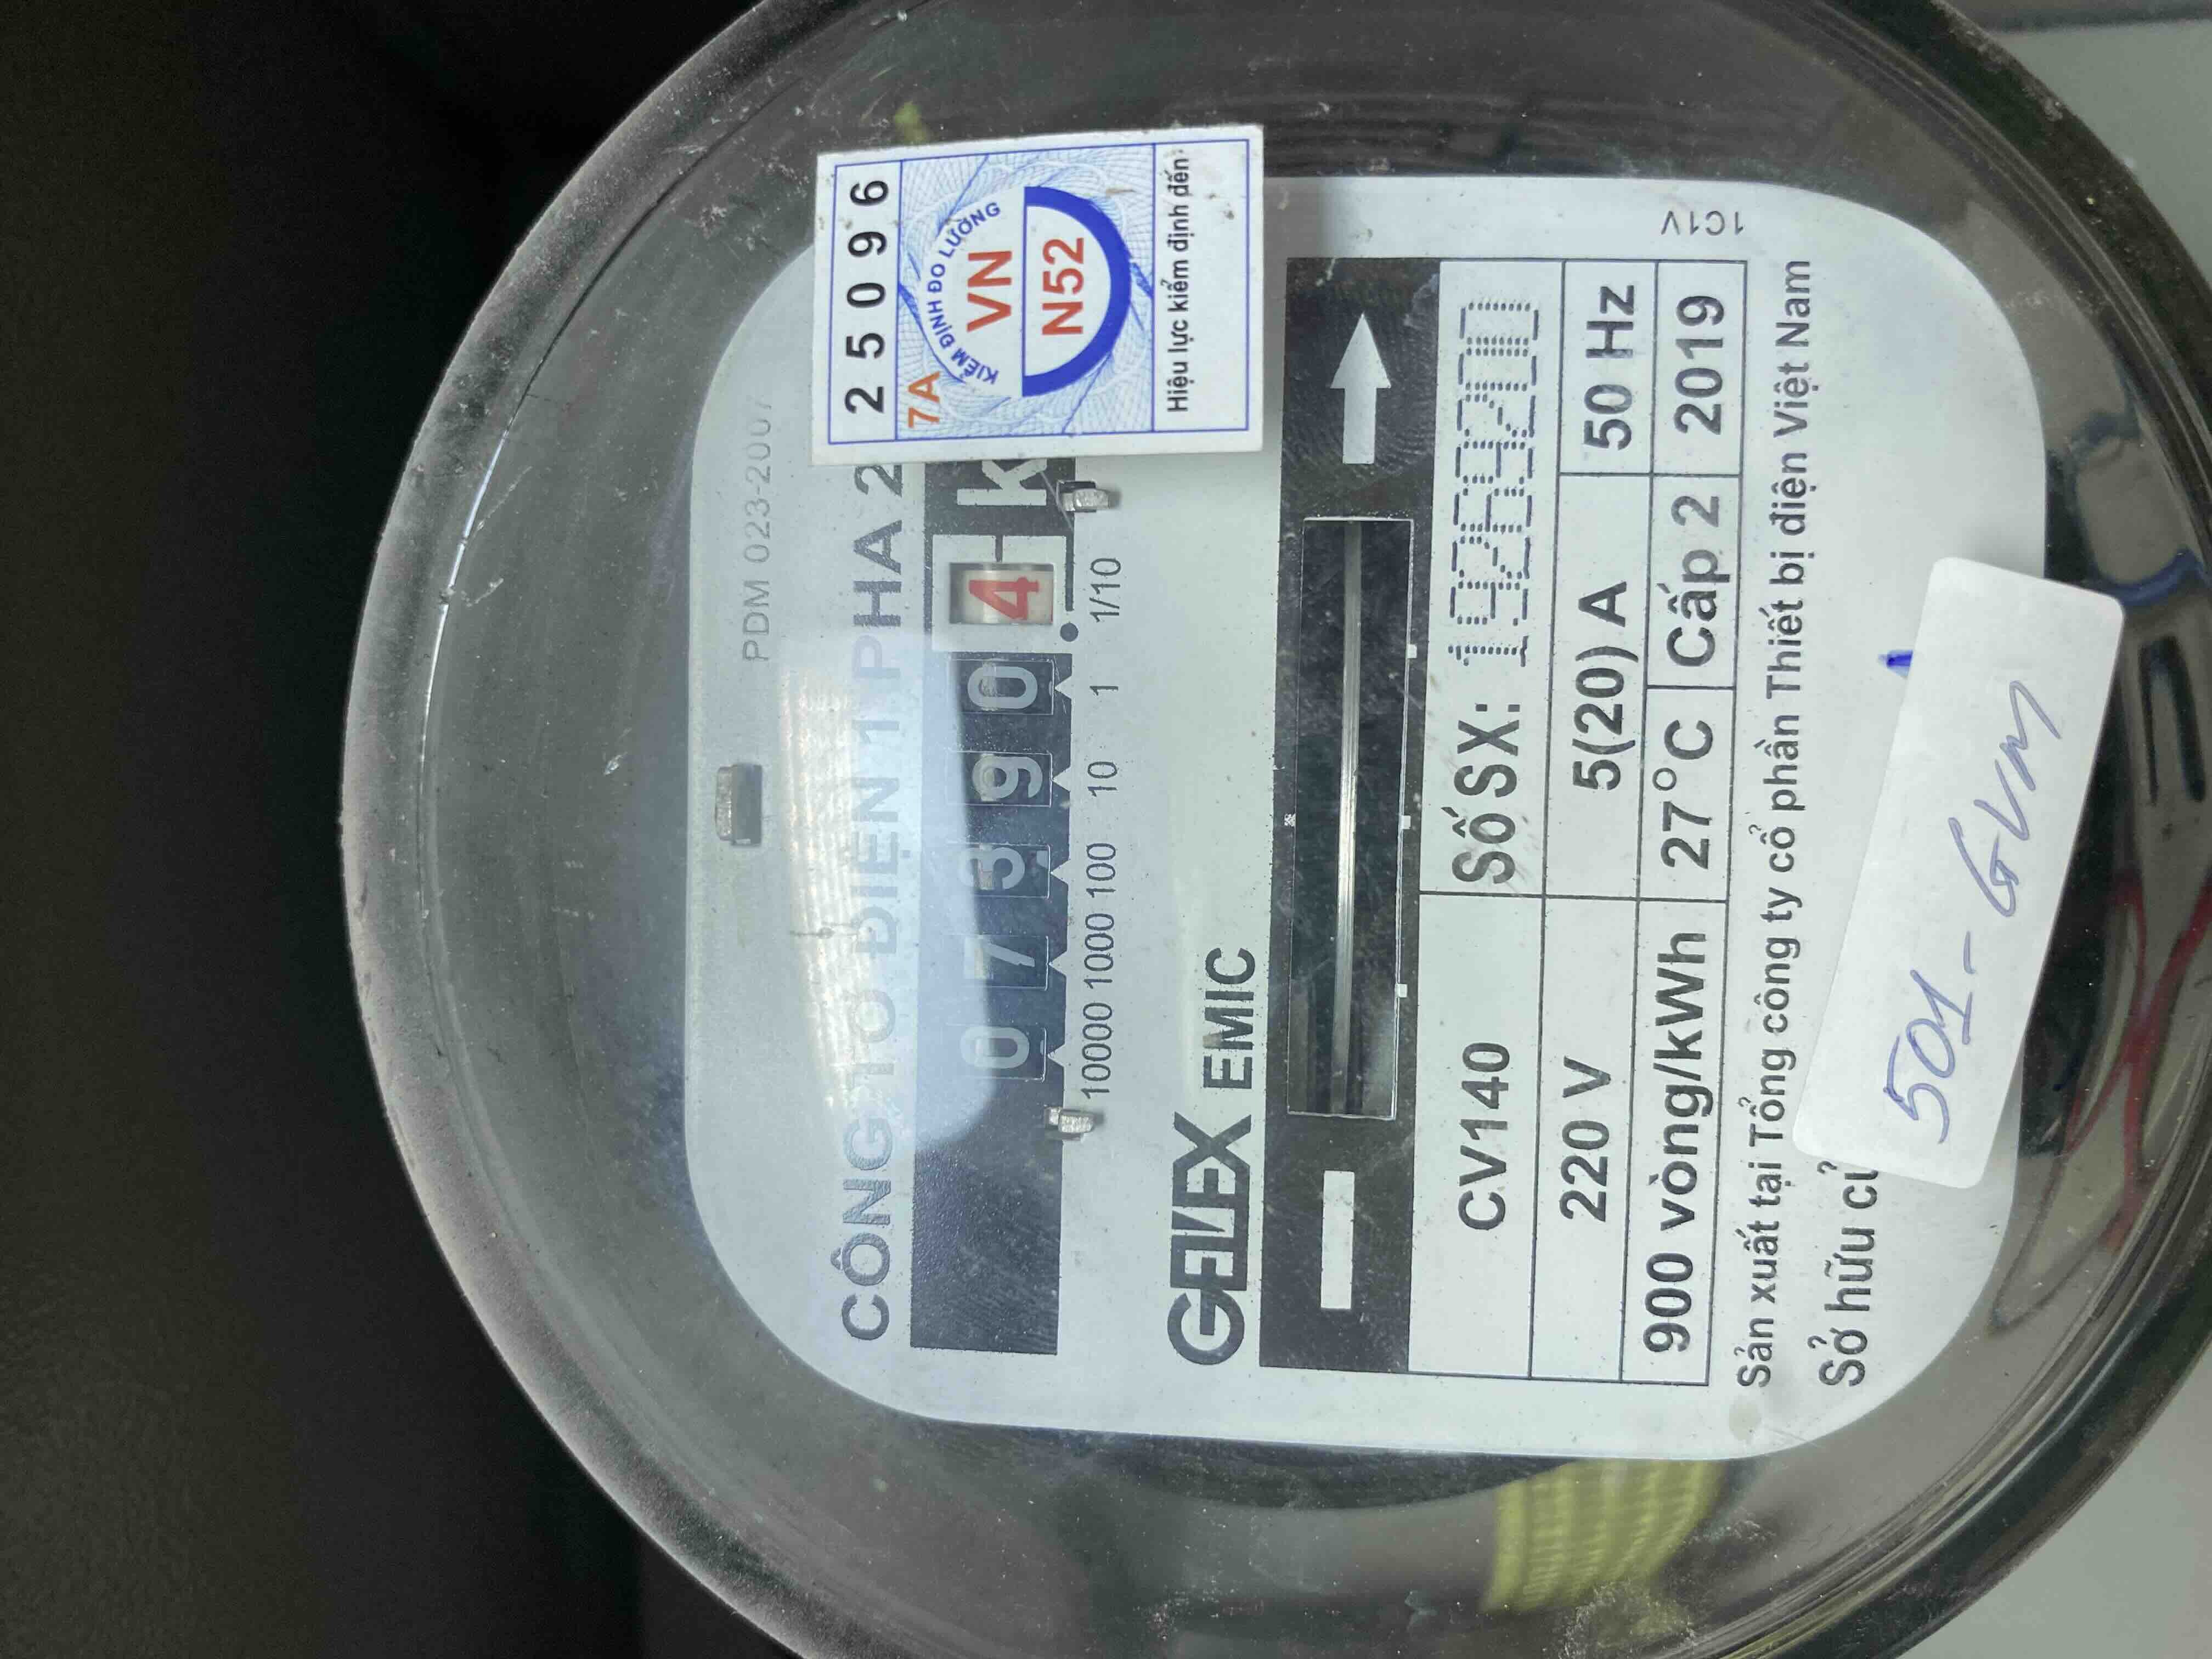 PDM 023-2007
CÔNG TƠ ĐIỆN 1 PHA 2
25096
7A
KIỂM ĐỊNH ĐO LƯỜNG
VN
N52
Hiệu lực kiểm định đến
0 7 3 9 0 4 k
10000 1000 100 10 1 1/10
GELEX EMIC
CV140 Số SX: 192689200
220 V 5(20) A 50 Hz
900 vòng/kWh 27°C Cấp 2 2019
1C1V
Sản xuất tại Tổng công ty cổ phần Thiết bị điện Việt Nam
Sở hữu củ
501-GVM